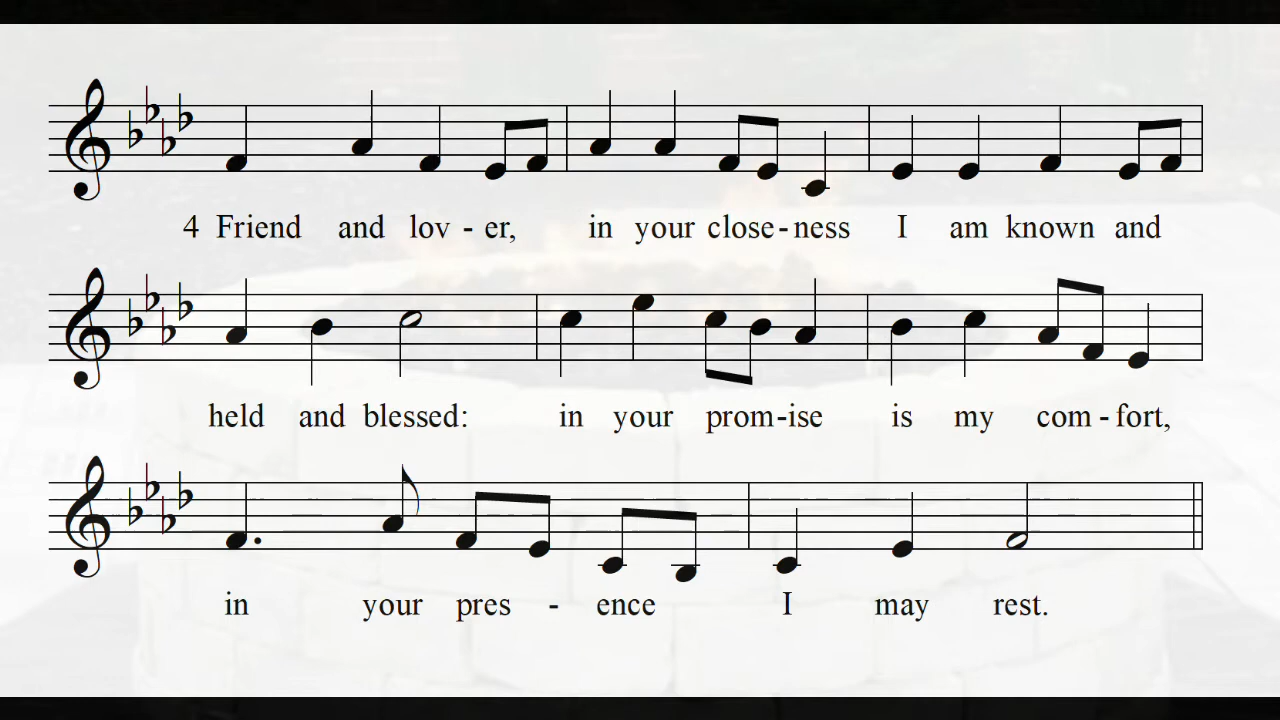 4 Friend and lov - er, in your close - ness I am known and
held and blessed: in your prom - ise is my com - fort,
in your pres - ence I may rest.